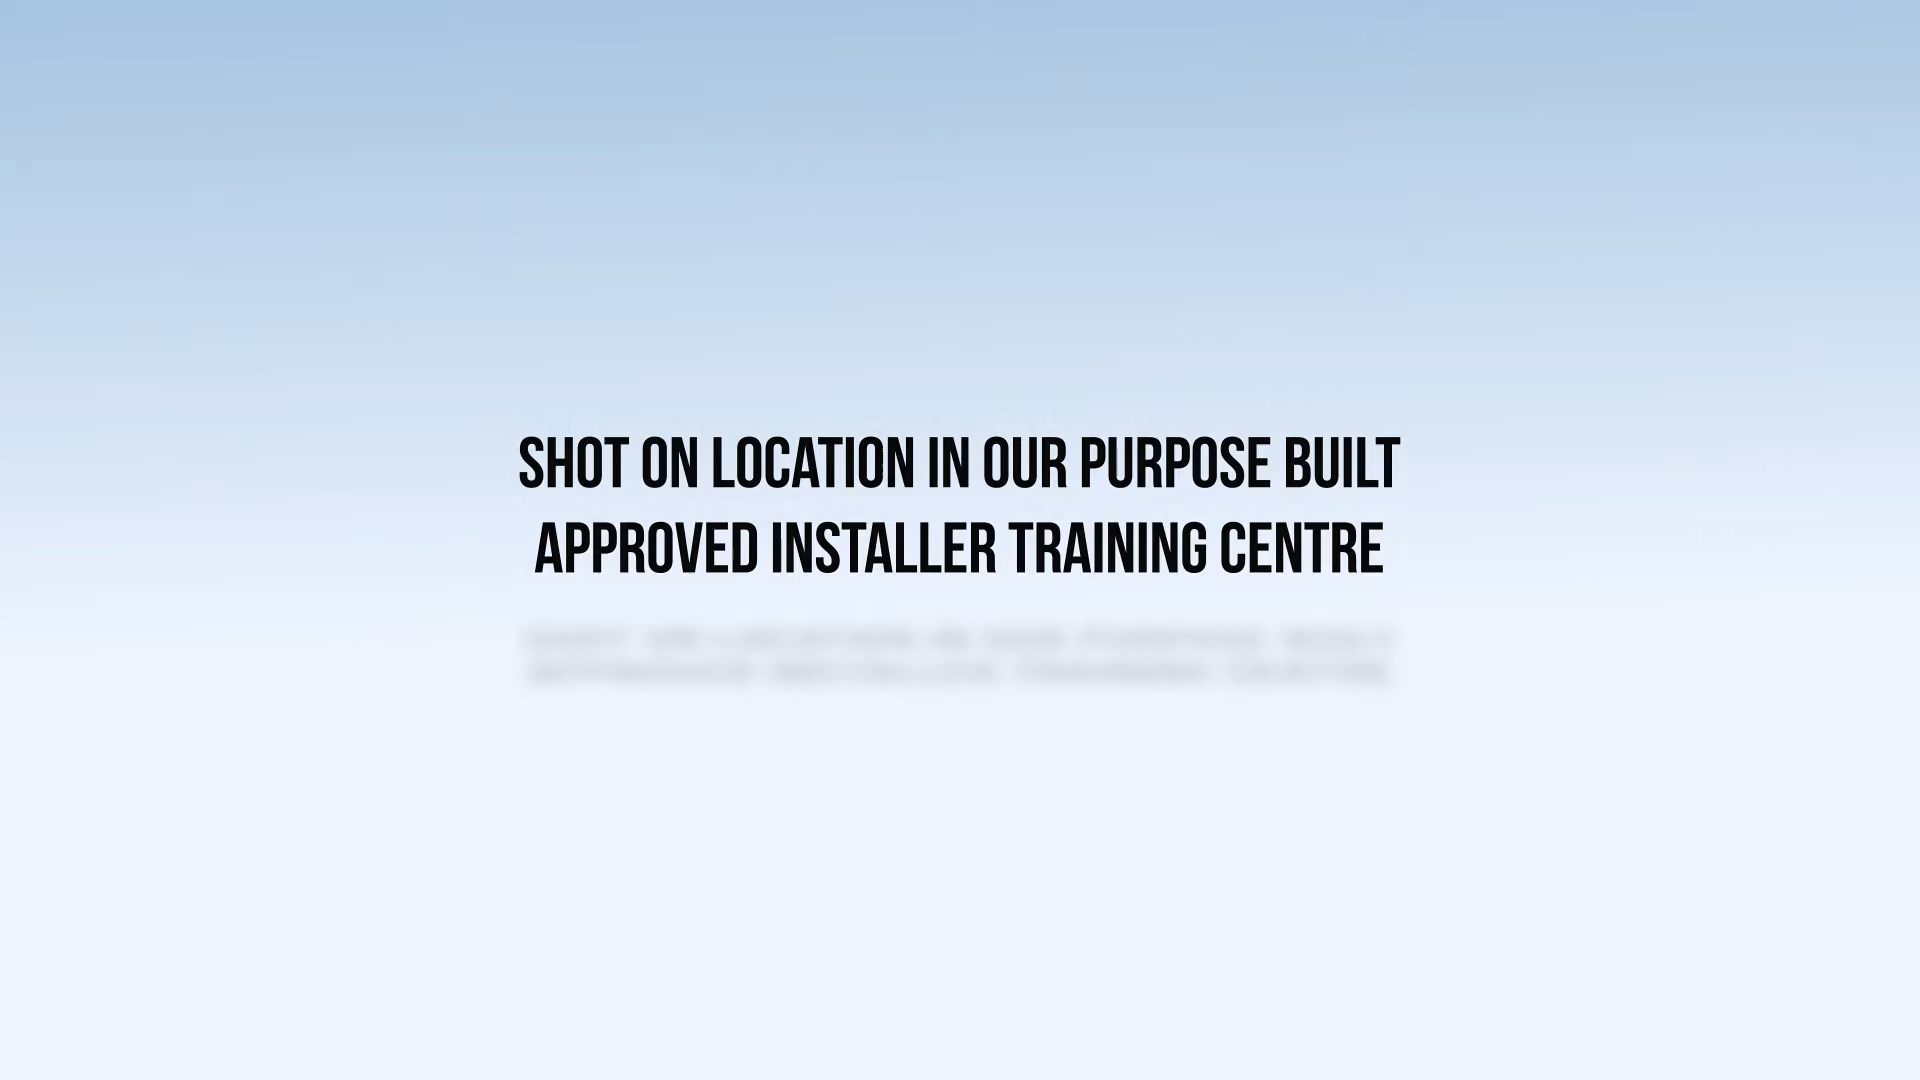 SHOT ON LOCATION IN OUR PURPOSE BUILT
APPROVED INSTALLER TRAINING CENTRE